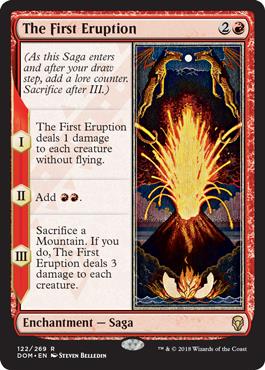 The First Eruption 2
(As this Saga enters
and after your draw
step, add a lore counter.
Sacrifice after III.)
I
The First Eruption
deals 1 damage
to each creature
without flying.
II
Add
III
Sacrifice a
Mountain. If you
do, The First
Eruption deals 3
damage to each
creature.
Enchantment — Saga
122/269 R
DOM • EN Steven Belledin
™ & © 2018 Wizards of the Coast